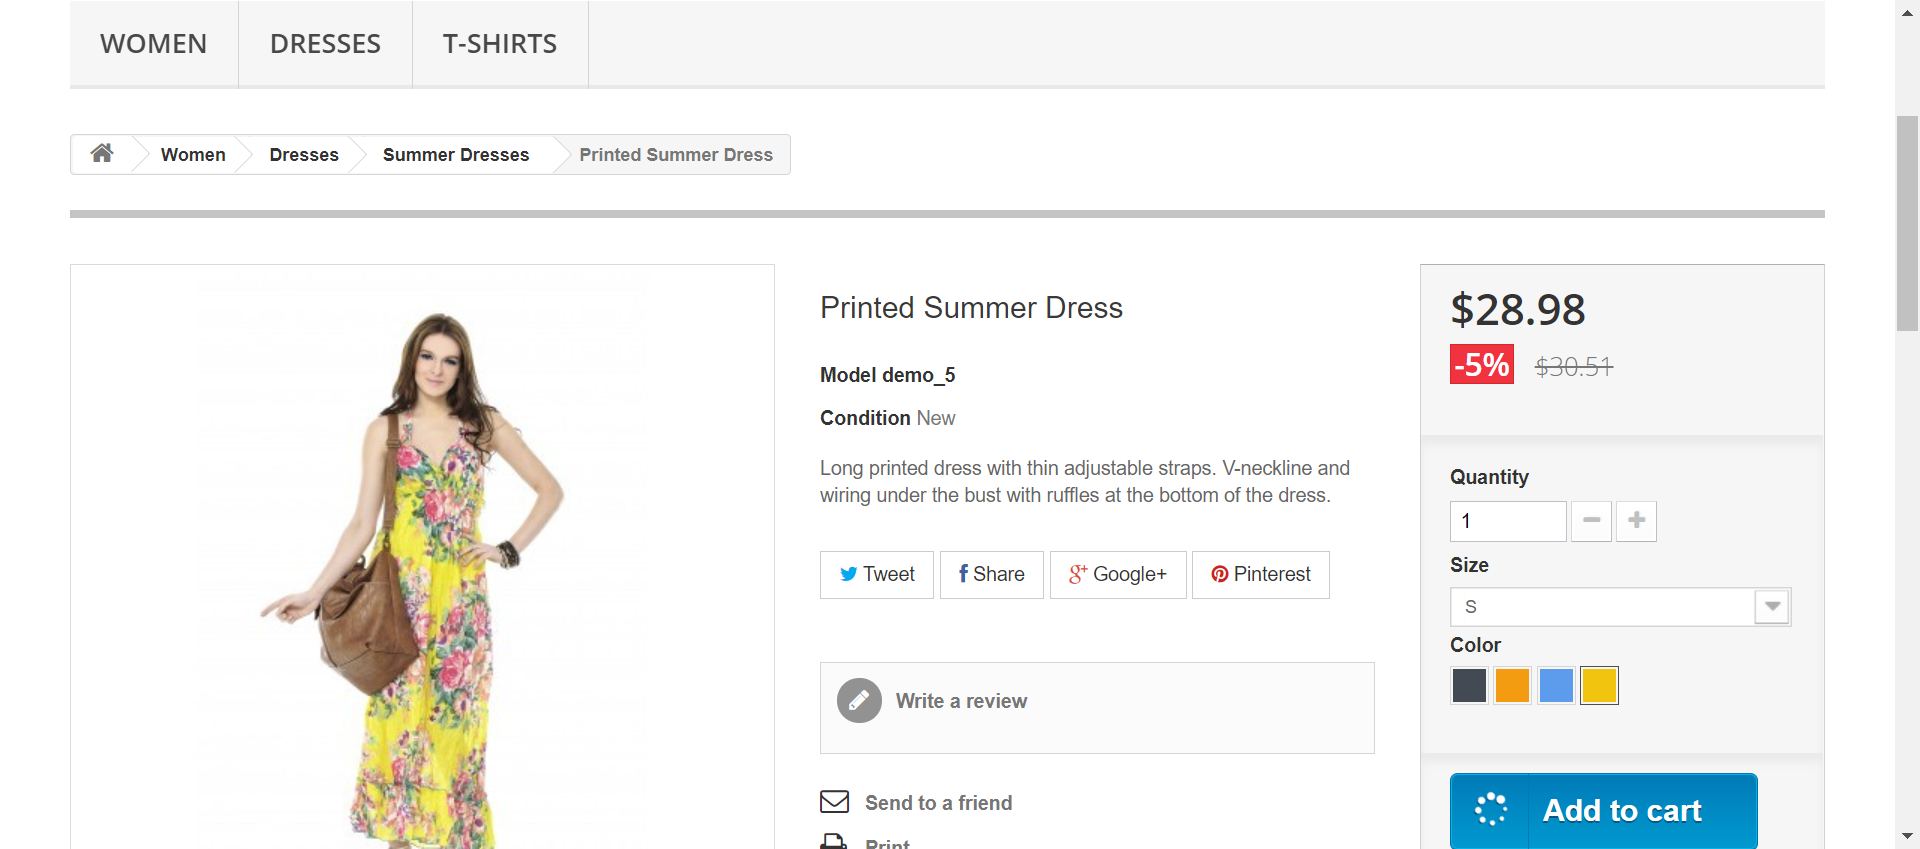 WOMEN
DRESSES
T-SHIRTS
Women
Dresses
Summer Dresses
Printed Summer Dress
Printed Summer Dress
Model demo_5
Condition New
Long printed dress with thin adjustable straps. V-neckline and
wiring under the bust with ruffles at the bottom of the dress.
Tweet
Share
Google+
Pinterest
Write a review
Send to a friend
Print
$28.98
-5% $30.51
Quantity
1
Size
S
Color
Add to cart